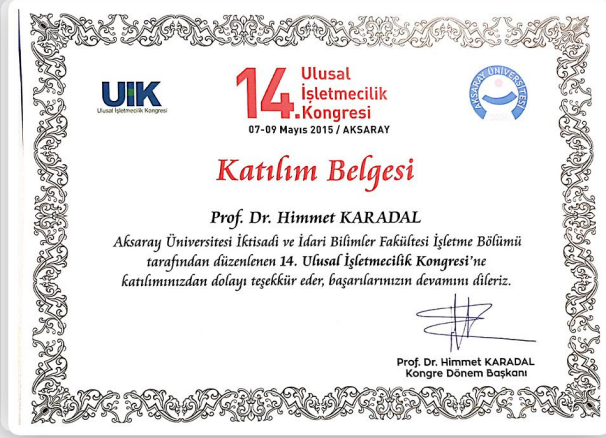 UİK
Ulusal İşletmecilik Kongresi
14. Ulusal
İşletmecilik
Kongresi
07-09 Mayıs 2015 / AKSARAY
AKSARAY ÜNİVERSİTESİ
Katılım Belgesi
Prof. Dr. Himmet KARADAL
Aksaray Üniversitesi İktisadi ve İdari Bilimler Fakültesi İşletme Bölümü
tarafından düzenlenen 14. Ulusal İşletmecilik Kongresi'ne
katılımınızdan dolayı teşekkür eder, başarılarınızın devamını dileriz.
Prof. Dr. Himmet KARADAL
Kongre Dönem Başkanı